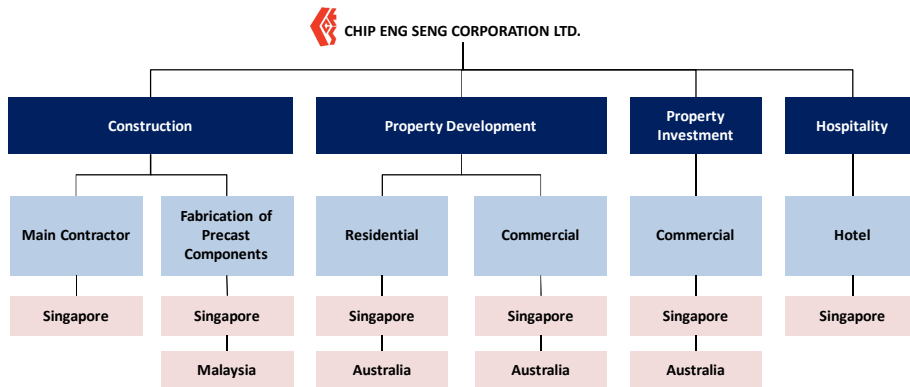 CHIP ENG SENG CORPORATION LTD.
Construction
Property Development
Property
Investment
Hospitality
Main Contractor
Fabrication of
Precast
Components
Residential
Commercial
Commercial
Hotel
Singapore
Singapore
Singapore
Singapore
Singapore
Singapore
Malaysia
Australia
Australia
Australia